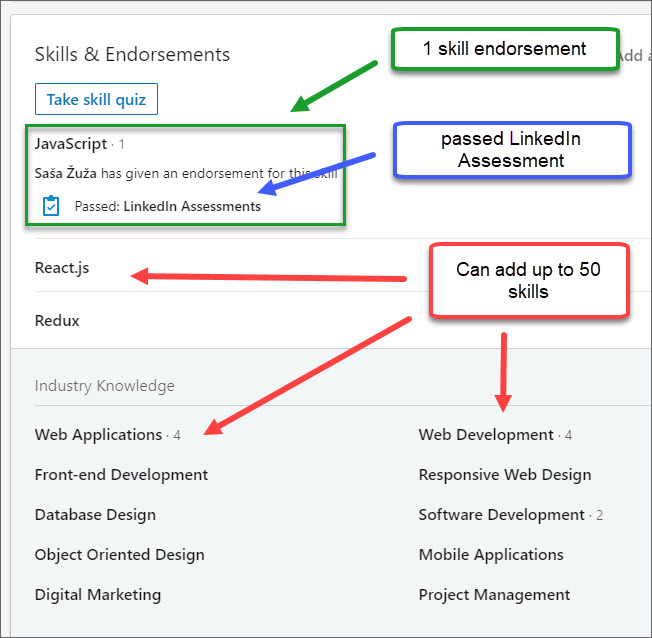 Skills & Endorsements
1 skill endorsement
Add a
Take skill quiz
JavaScript · 1
passed LinkedIn
Assessment
Saša Žuža has given an endorsement for this skill
Passed: LinkedIn Assessments
React.js
Can add up to 50
skills
Redux
Industry Knowledge
Web Applications · 4
Web Development · 4
Front-end Development
Responsive Web Design
Database Design
Software Development · 2
Object Oriented Design
Mobile Applications
Digital Marketing
Project Management